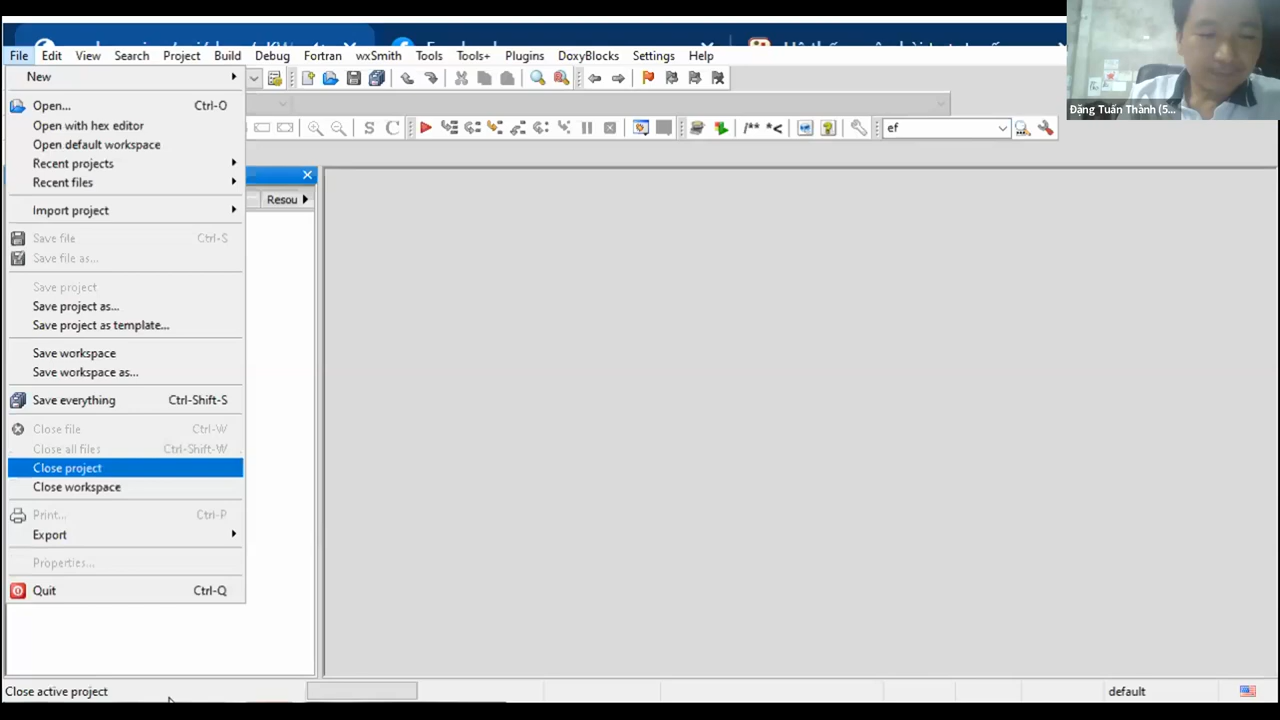 Facebook
File Edit View Search Project Build Debug Fortran wxSmith Tools Tools+ Plugins DoxyBlocks Settings Help
New
Open... Ctrl-O
Open with hex editor
Open default workspace
Recent projects
Recent files
Import project
Save file Ctrl-S
Save file as...
Save project
Save project as...
Save project as template...
Save workspace
Save workspace as...
Save everything Ctrl-Shift-S
Close file Ctrl-W
Close all files Ctrl-Shift-W
Close project
Close workspace
Print... Ctrl-P
Export
Properties...
Quit Ctrl-Q
S C /** *< ef
Resou
Đặng Tuấn Thành (5...
Close active project default